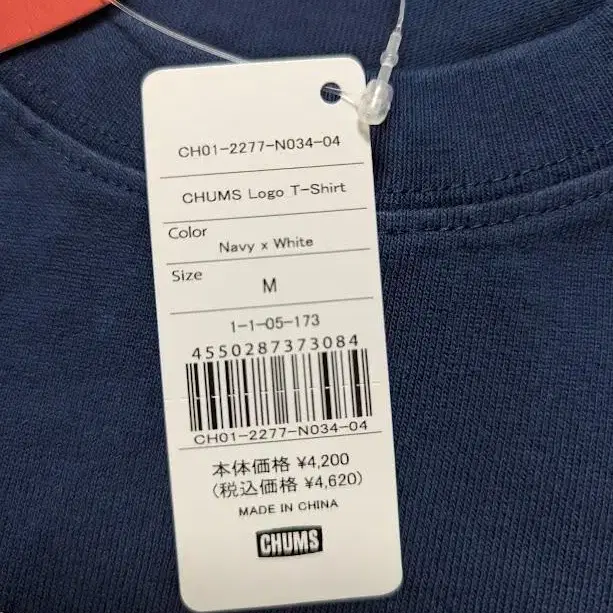 CH01-2277-N034-04
CHUMS Logo T-Shirt
Color
Navy x White
Size
M
1-1-05-173
4550287373084
CH01-2277-N034-04
本体価格 ¥4,200
(税込価格 ¥4,620)
MADE IN CHINA
CHUMS